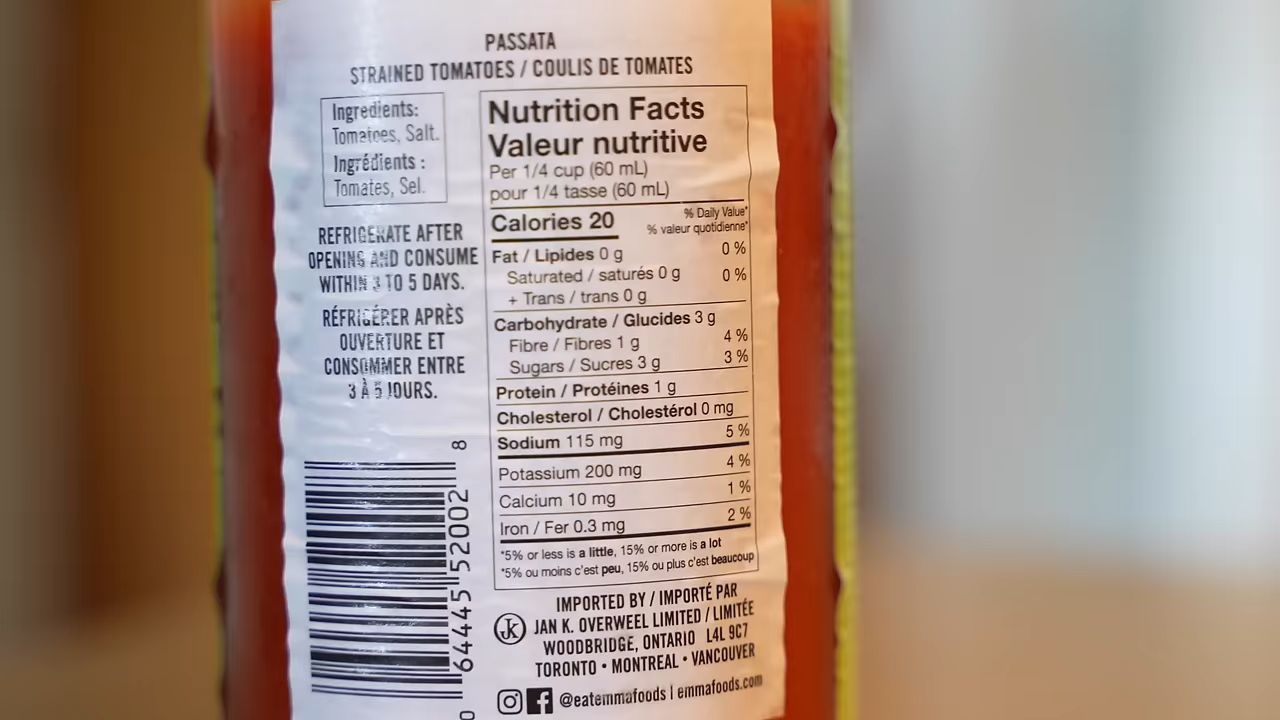 PASSATA
STRAINED TOMATOES / COULIS DE TOMATES
Ingredients:
Tomatoes, Salt.
Ingrédients :
Tomates, Sel.
REFRIGERATE AFTER
OPENING AND CONSUME
WITHIN 3 TO 5 DAYS.
RÉFRIGÉRER APRÈS
OUVERTURE ET
CONSOMMER ENTRE
3 À 5 JOURS.
Nutrition Facts
Valeur nutritive
Per 1/4 cup (60 mL)
pour 1/4 tasse (60 mL)
Calories 20
% Daily Value*
% valeur quotidienne*
Fat / Lipides 0 g 0 %
Saturated / saturés 0 g 0 %
+ Trans / trans 0 g
Carbohydrate / Glucides 3 g
Fibre / Fibres 1 g 4 %
Sugars / Sucres 3 g 3 %
Protein / Protéines 1 g
Cholesterol / Cholestérol 0 mg
Sodium 115 mg 5 %
Potassium 200 mg 4 %
Calcium 10 mg 1 %
Iron / Fer 0.3 mg 2 %
*5% or less is a little, 15% or more is a lot
*5% ou moins c'est peu, 15% ou plus c'est beaucoup
0 64445 52002 8
IMPORTED BY / IMPORTÉ PAR
jk JAN K. OVERWEEL LIMITED / LIMITÉE
WOODBRIDGE, ONTARIO L4L 9C7
TORONTO • MONTREAL • VANCOUVER
@eatemmafoods | emmafoods.com